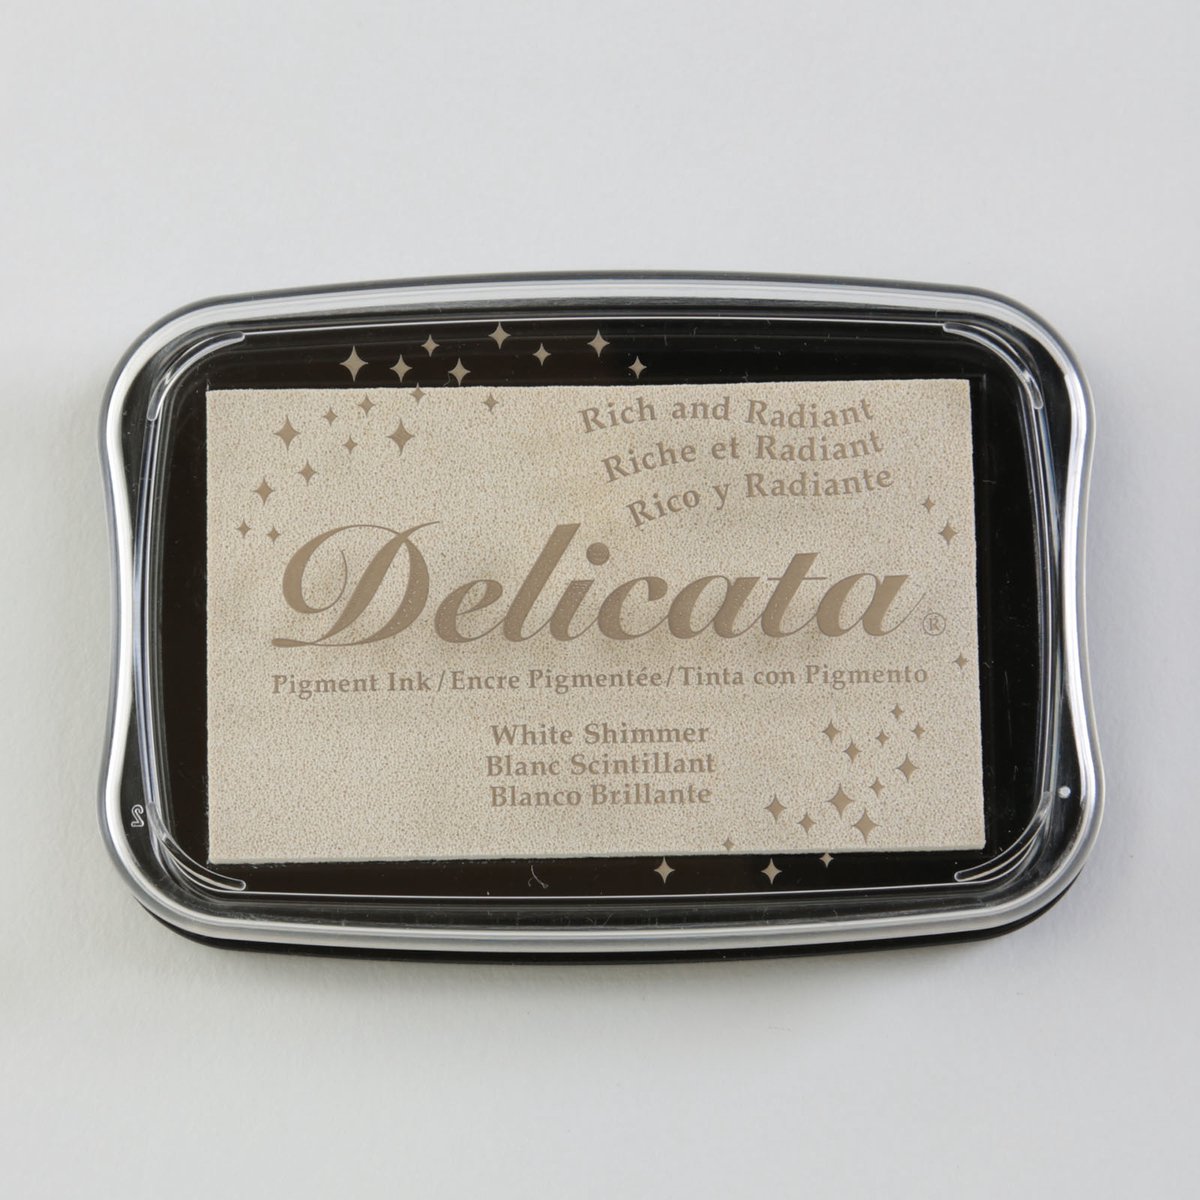 Rich and Radiant
Riche et Radiant
Rico y Radiante
Delicata®
Pigment Ink/Encre Pigmentée/Tinta con Pigmento
White Shimmer
Blanc Scintillant
Blanco Brillante